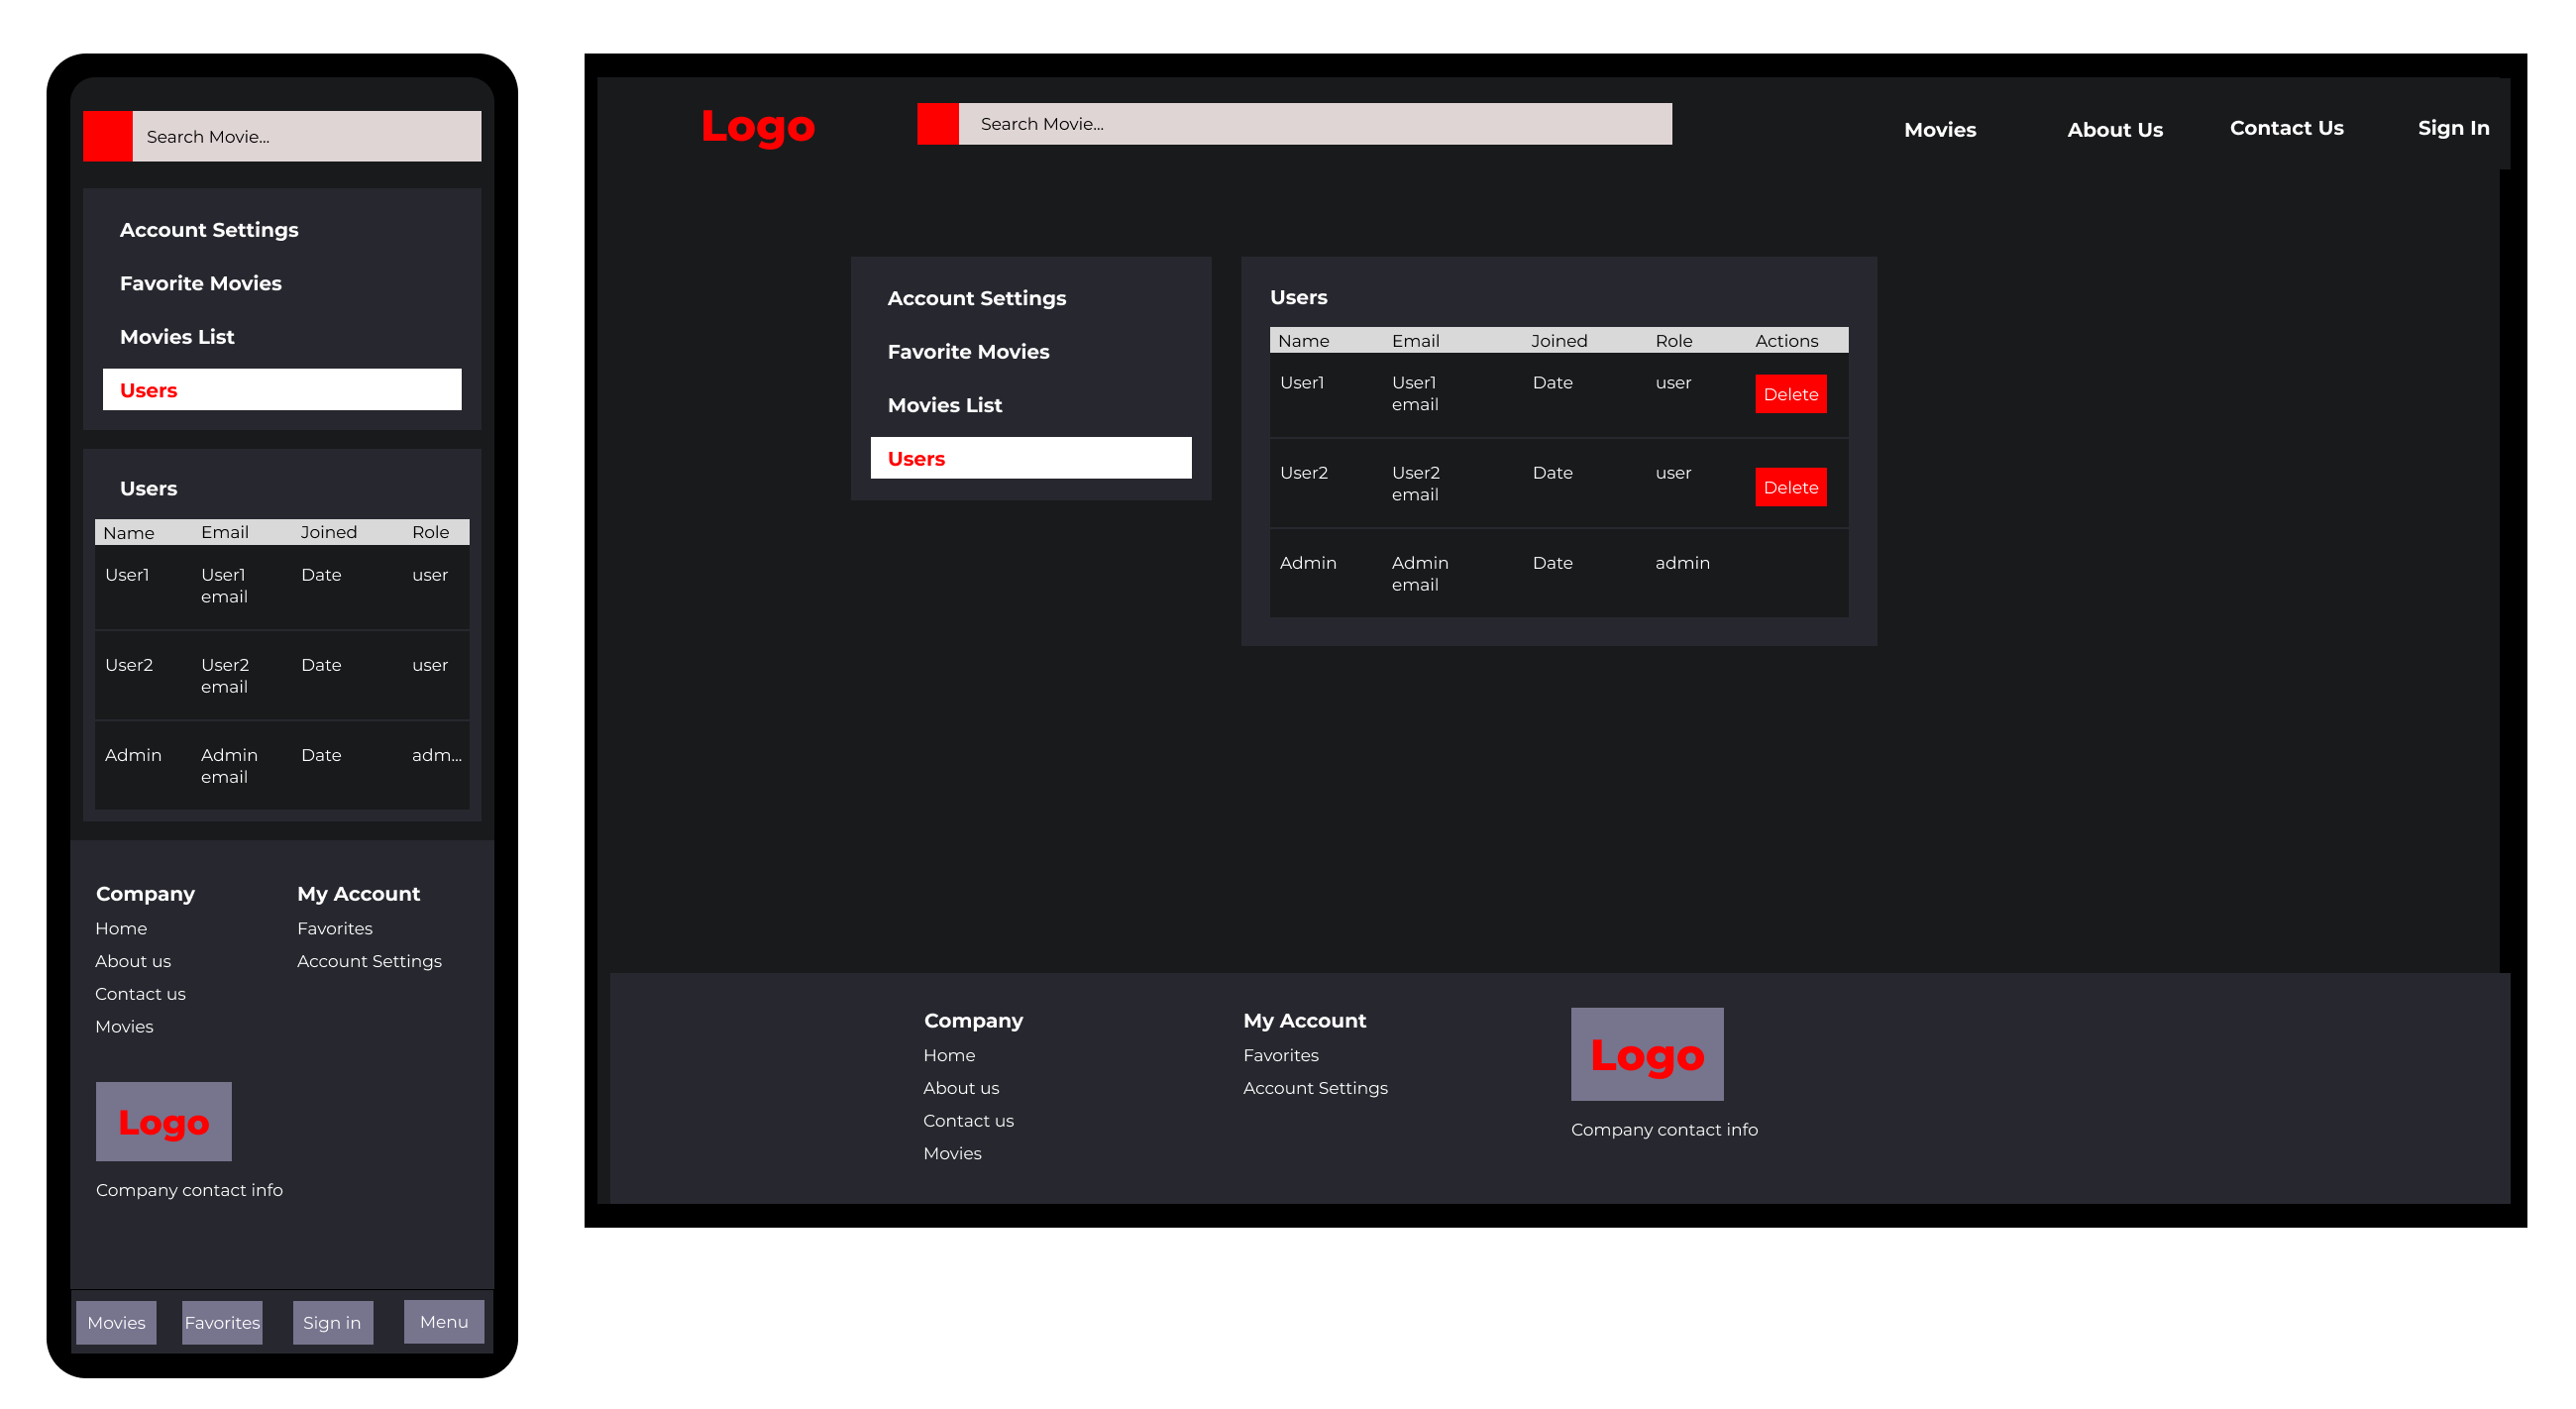 Search Movie...
Account Settings
Favorite Movies
Movies List
Users
Users
Name Email Joined Role
User1 User1 email Date user
User2 User2 email Date user
Admin Admin email Date adm...
Company My Account
Home Favorites
About us Account Settings
Contact us
Movies
Logo
Company contact info
Movies Favorites Sign in Menu
Logo Search Movie... Movies About Us Contact Us Sign In
Account Settings
Favorite Movies
Movies List
Users
Users
Name Email Joined Role Actions
User1 User1 email Date user Delete
User2 User2 email Date user Delete
Admin Admin email Date admin
Company My Account
Home Favorites
About us Account Settings
Contact us
Movies
Logo
Company contact info